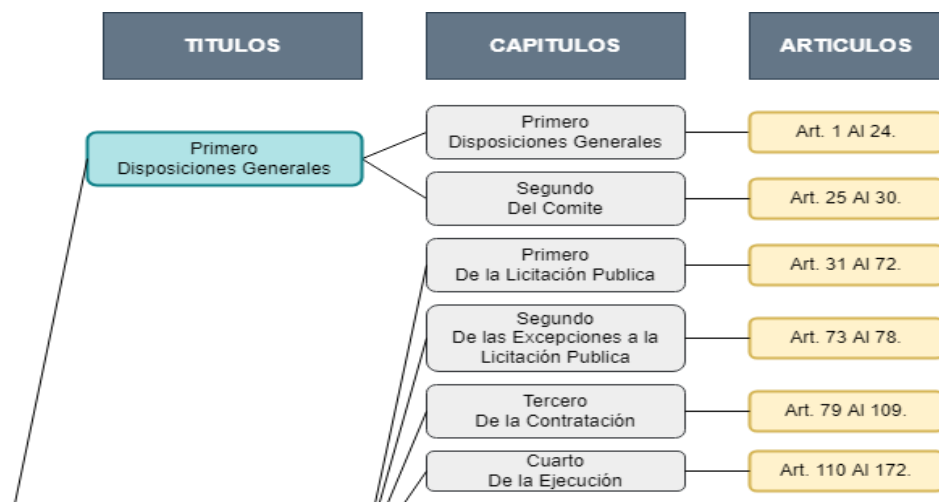 TITULOS
CAPITULOS
ARTICULOS
Primero
Disposiciones Generales
Primero
Disposiciones Generales
Art. 1 Al 24.
Segundo
Del Comite
Art. 25 Al 30.
Primero
De la Licitación Publica
Art. 31 Al 72.
Segundo
De las Excepciones a la
Licitación Publica
Art. 73 Al 78.
Tercero
De la Contratación
Art. 79 Al 109.
Cuarto
De la Ejecución
Art. 110 Al 172.